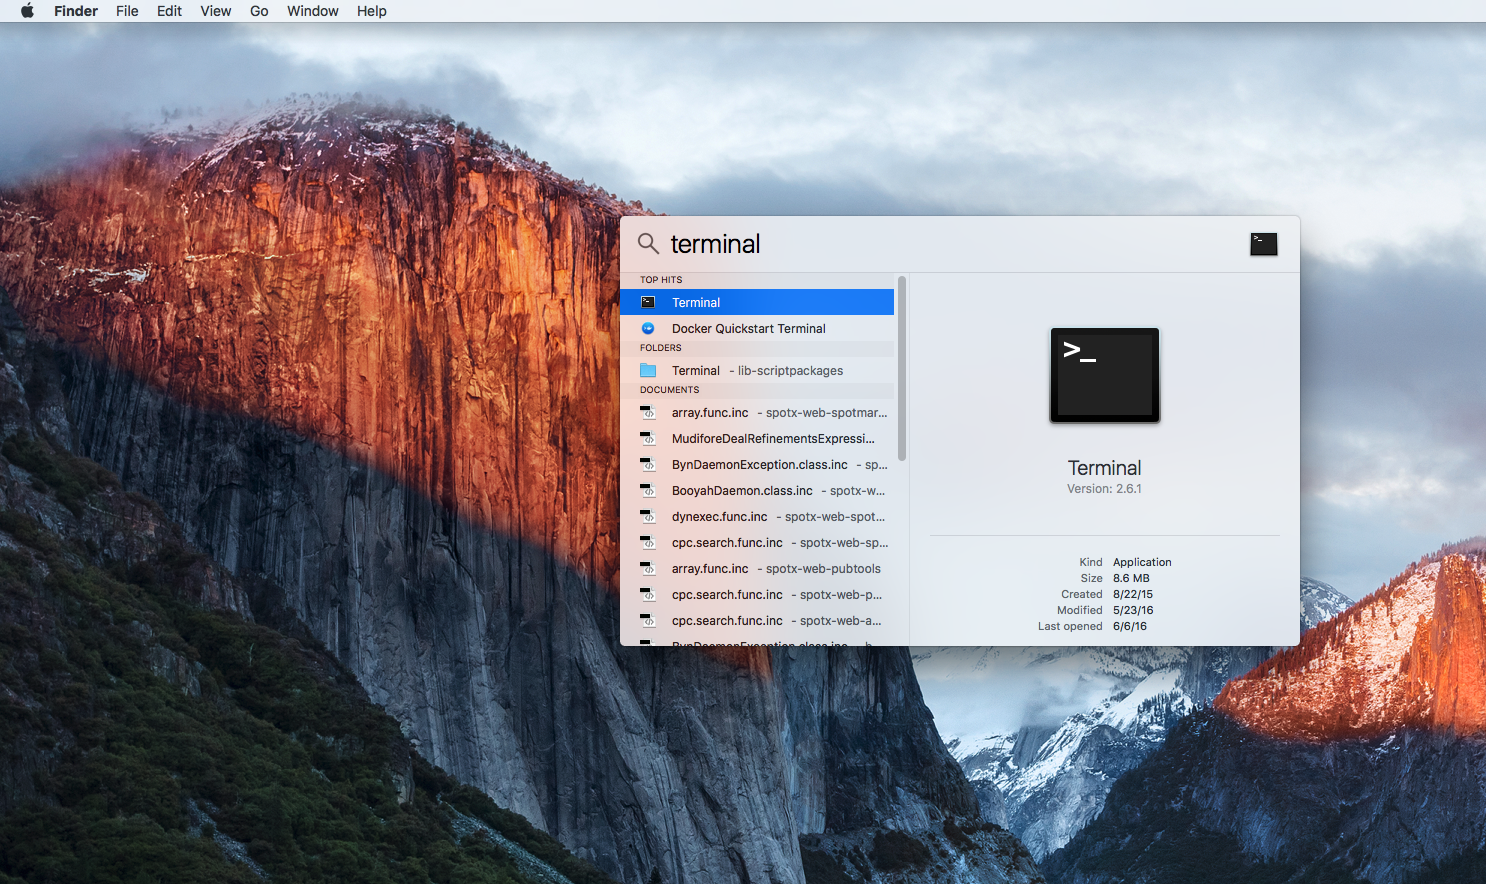 Finder File Edit View Go Window Help
terminal
TOP HITS
Terminal
Docker Quickstart Terminal
FOLDERS
Terminal - lib-scriptpackages
DOCUMENTS
array.func.inc - spotx-web-spotmar...
MudiforeDealRefinementsExpressi...
BynDaemonException.class.inc - sp...
BooyahDaemon.class.inc - spotx-w...
dynexec.func.inc - spotx-web-spot...
cpc.search.func.inc - spotx-web-sp...
array.func.inc - spotx-web-pubtools
cpc.search.func.inc - spotx-web-p...
cpc.search.func.inc - spotx-web-a...
BynDaemonException.class.inc - b...
>_
Terminal
Version: 2.6.1
Kind Application
Size 8.6 MB
Created 8/22/15
Modified 5/23/16
Last opened 6/6/16